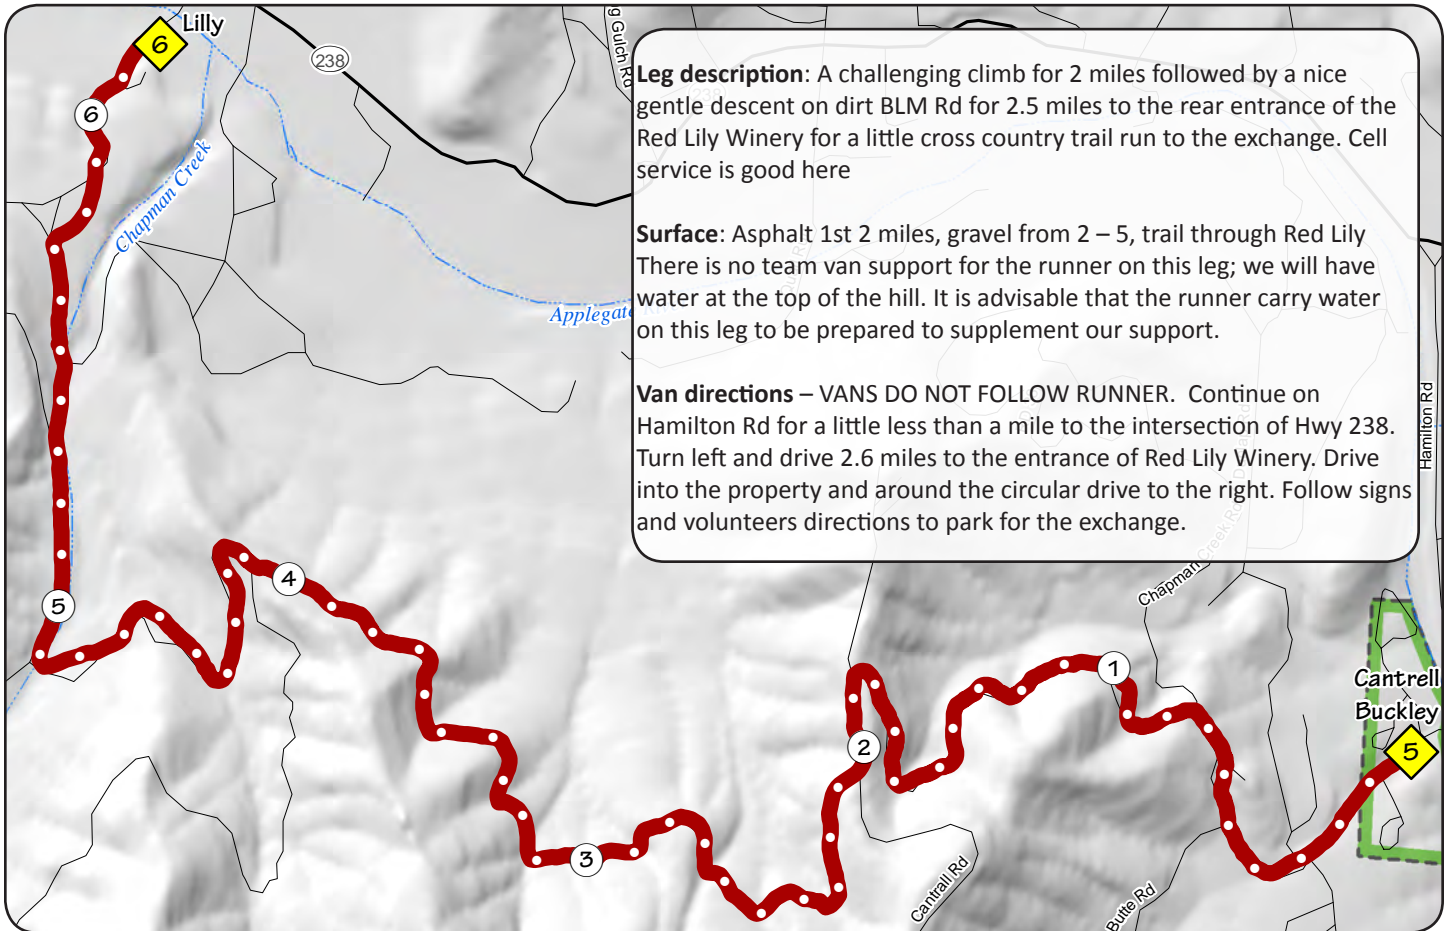 Lilly
6
238
g Gulch Rd
Leg description: A challenging climb for 2 miles followed by a nice
gentle descent on dirt BLM Rd for 2.5 miles to the rear entrance of the
Red Lily Winery for a little cross country trail run to the exchange. Cell
service is good here
Surface: Asphalt 1st 2 miles, gravel from 2 – 5, trail through Red Lily
There is no team van support for the runner on this leg; we will have
water at the top of the hill. It is advisable that the runner carry water
on this leg to be prepared to supplement our support.
Van directions – VANS DO NOT FOLLOW RUNNER. Continue on
Hamilton Rd for a little less than a mile to the intersection of Hwy 238.
Turn left and drive 2.6 miles to the entrance of Red Lily Winery. Drive
into the property and around the circular drive to the right. Follow signs
and volunteers directions to park for the exchange.
238
6
Chapman Creek
Applegate River
Hamilton Rd
Chapman Creek Rd
4
5
1
Cantrell
Buckley
5
2
3
Cantrall Rd
Butte Rd